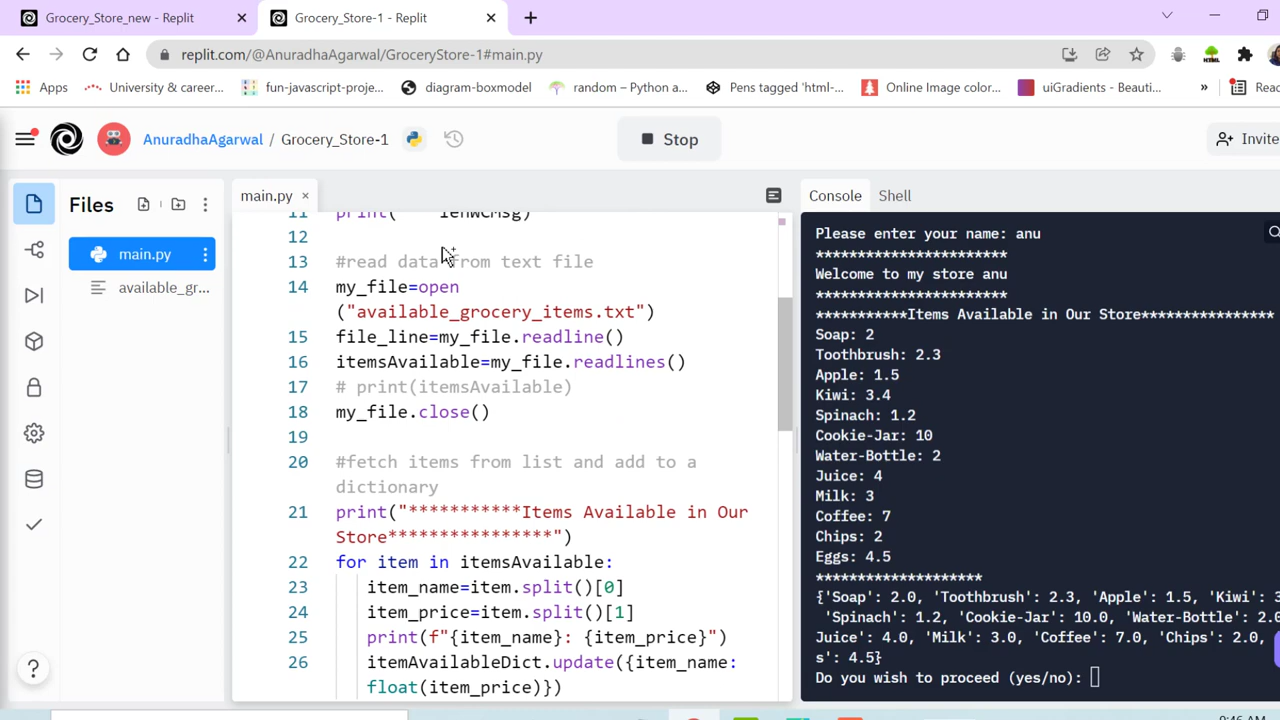 Grocery_Store_new - Replit
Grocery_Store-1 - Replit
replit.com/@AnuradhaAgarwal/GroceryStore-1#main.py
Apps
University & career...
fun-javascript-proje...
diagram-boxmodel
random – Python a...
Pens tagged 'html-...
Online Image color...
uiGradients - Beauti...
»
AnuradhaAgarwal / Grocery_Store-1
Stop
Invite
Files
main.py
available_gr...
main.py
11 print(
12
13 #read data from text file
14 my_file=open
("available_grocery_items.txt")
15 file_line=my_file.readline()
16 itemsAvailable=my_file.readlines()
17 # print(itemsAvailable)
18 my_file.close()
19
20 #fetch items from list and add to a
dictionary
21 print("***********Items Available in Our
Store****************")
22 for item in itemsAvailable:
23 item_name=item.split()[0]
24 item_price=item.split()[1]
25 print(f"{item_name}: {item_price}")
26 itemAvailableDict.update({item_name:
float(item_price)})
Console
Shell
Please enter your name: anu
***********************
Welcome to my store anu
***********************
***********Items Available in Our Store****************
Soap: 2
Toothbrush: 2.3
Apple: 1.5
Kiwi: 3.4
Spinach: 1.2
Cookie-Jar: 10
Water-Bottle: 2
Juice: 4
Milk: 3
Coffee: 7
Chips: 2
Eggs: 4.5
********************
{'Soap': 2.0, 'Toothbrush': 2.3, 'Apple': 1.5, 'Kiwi': 3
'Spinach': 1.2, 'Cookie-Jar': 10.0, 'Water-Bottle': 2.
Juice': 4.0, 'Milk': 3.0, 'Coffee': 7.0, 'Chips': 2.0,
s': 4.5}
Do you wish to proceed (yes/no):